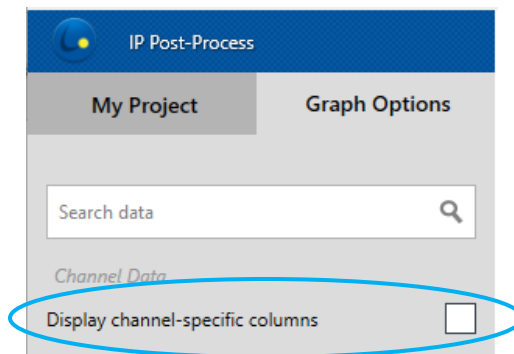 IP Post-Process
My Project
Graph Options
Search data
Channel Data
Display channel-specific columns